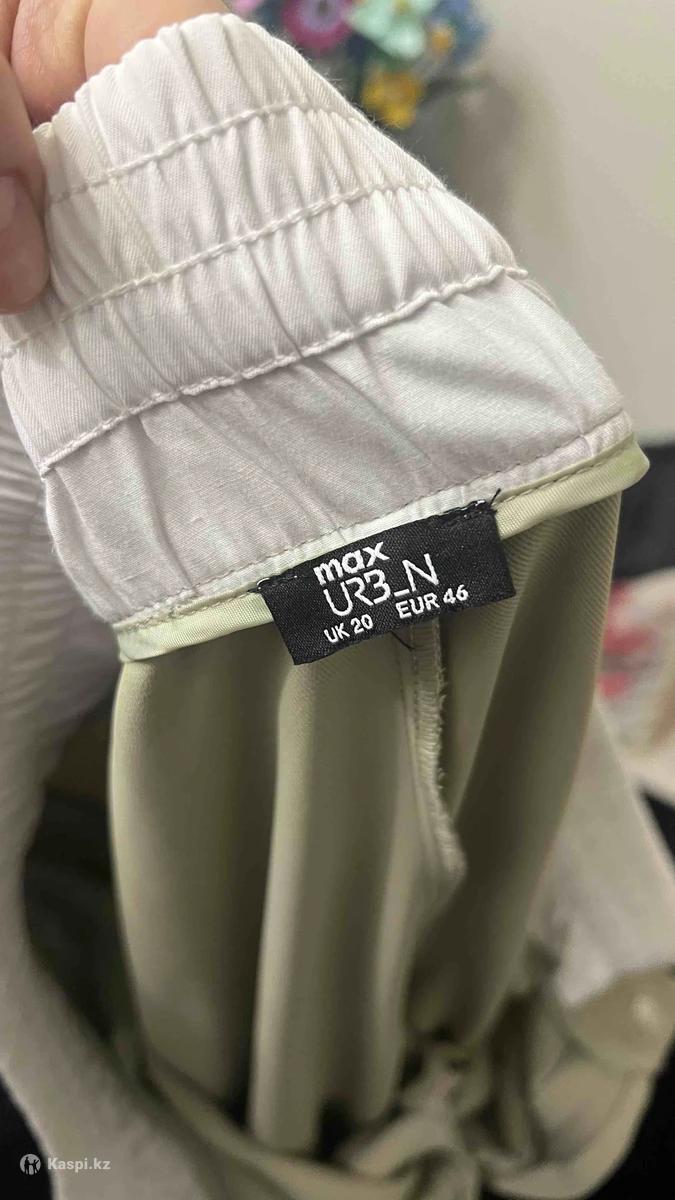 max
URB_N
UK 20 EUR 46
Kaspi.kz